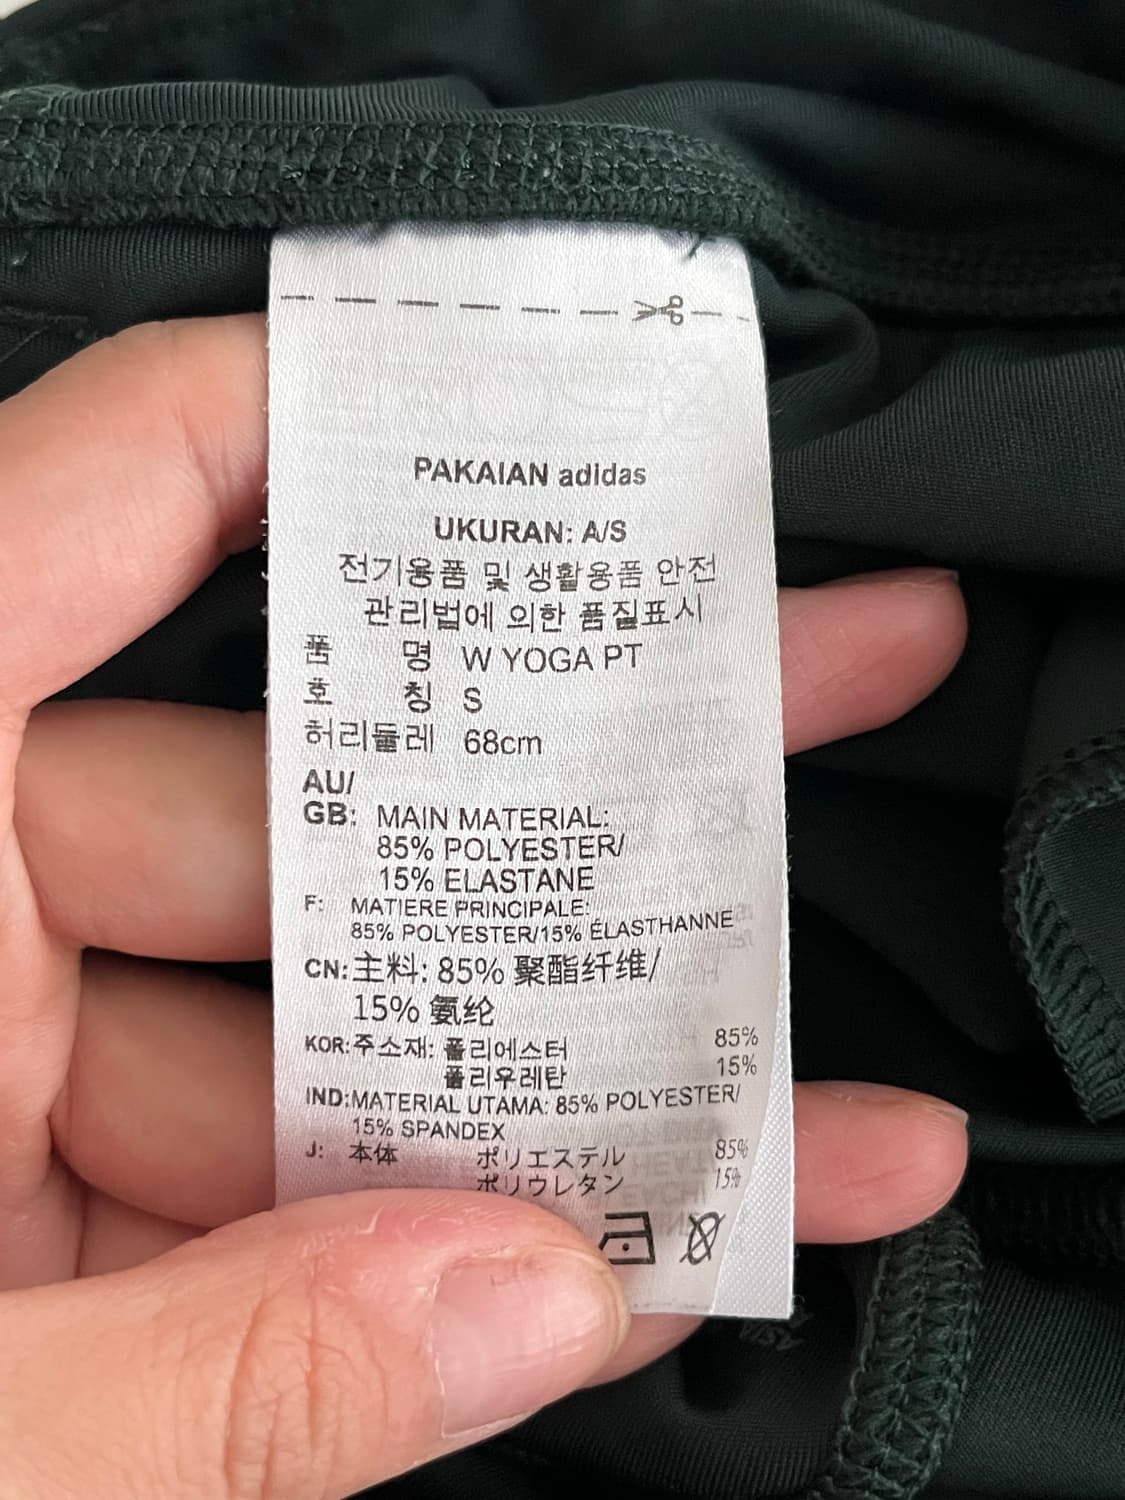 PAKAIAN adidas
UKURAN: A/S
전기용품 및 생활용품 안전
관리법에 의한 품질표시
품 명 W YOGA PT
호 칭 S
허리둘레 68cm
AU/
GB: MAIN MATERIAL:
85% POLYESTER/
15% ELASTANE
F: MATIERE PRINCIPALE:
85% POLYESTER/15% ÉLASTHANNE
CN: 主料: 85% 聚酯纤维/
15% 氨纶
KOR: 주소재: 폴리에스터 85%
폴리우레탄 15%
IND: MATERIAL UTAMA: 85% POLYESTER/
15% SPANDEX
J: 本体 ポリエステル 85%
ポリウレタン 15%